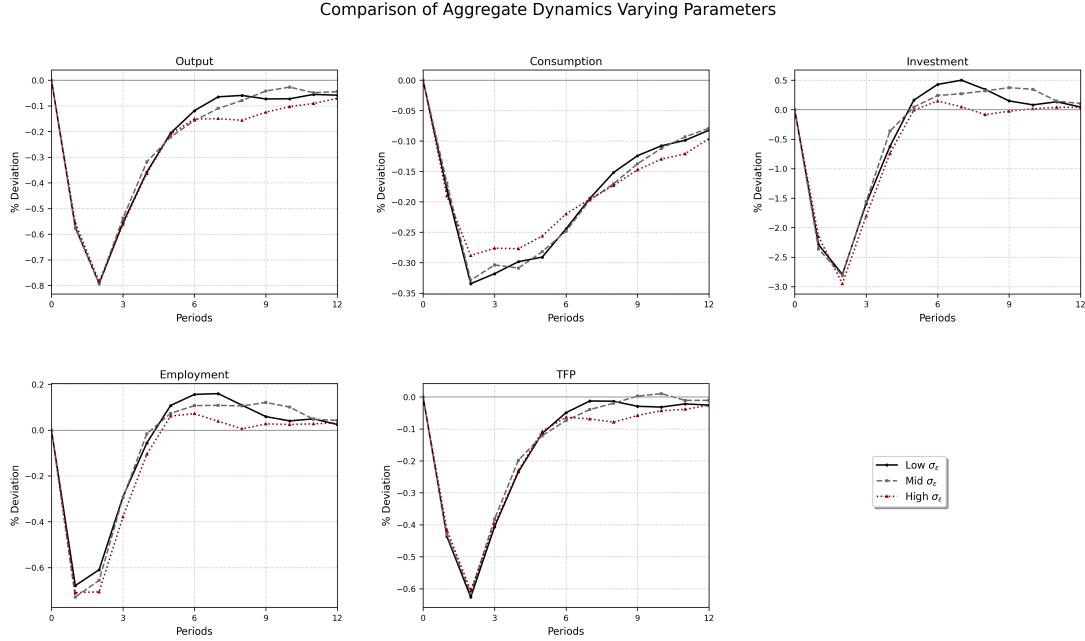 Comparison of Aggregate Dynamics Varying Parameters
Output
% Deviation
0.0
−0.1
−0.2
−0.3
−0.4
−0.5
−0.6
−0.7
−0.8
0 3 6 9 12
Periods
Consumption
% Deviation
0.00
−0.05
−0.10
−0.15
−0.20
−0.25
−0.30
−0.35
0 3 6 9 12
Periods
Investment
% Deviation
0.5
0.0
−0.5
−1.0
−1.5
−2.0
−2.5
−3.0
0 3 6 9 12
Periods
Employment
% Deviation
0.2
0.0
−0.2
−0.4
−0.6
0 3 6 9 12
Periods
TFP
% Deviation
0.0
−0.1
−0.2
−0.3
−0.4
−0.5
−0.6
0 3 6 9 12
Periods
Low σε
Mid σε
High σε